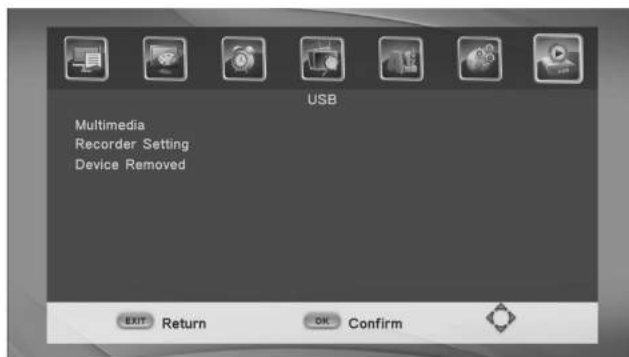 USB
Multimedia
Recorder Setting
Device Removed
EXIT Return
OK Confirm